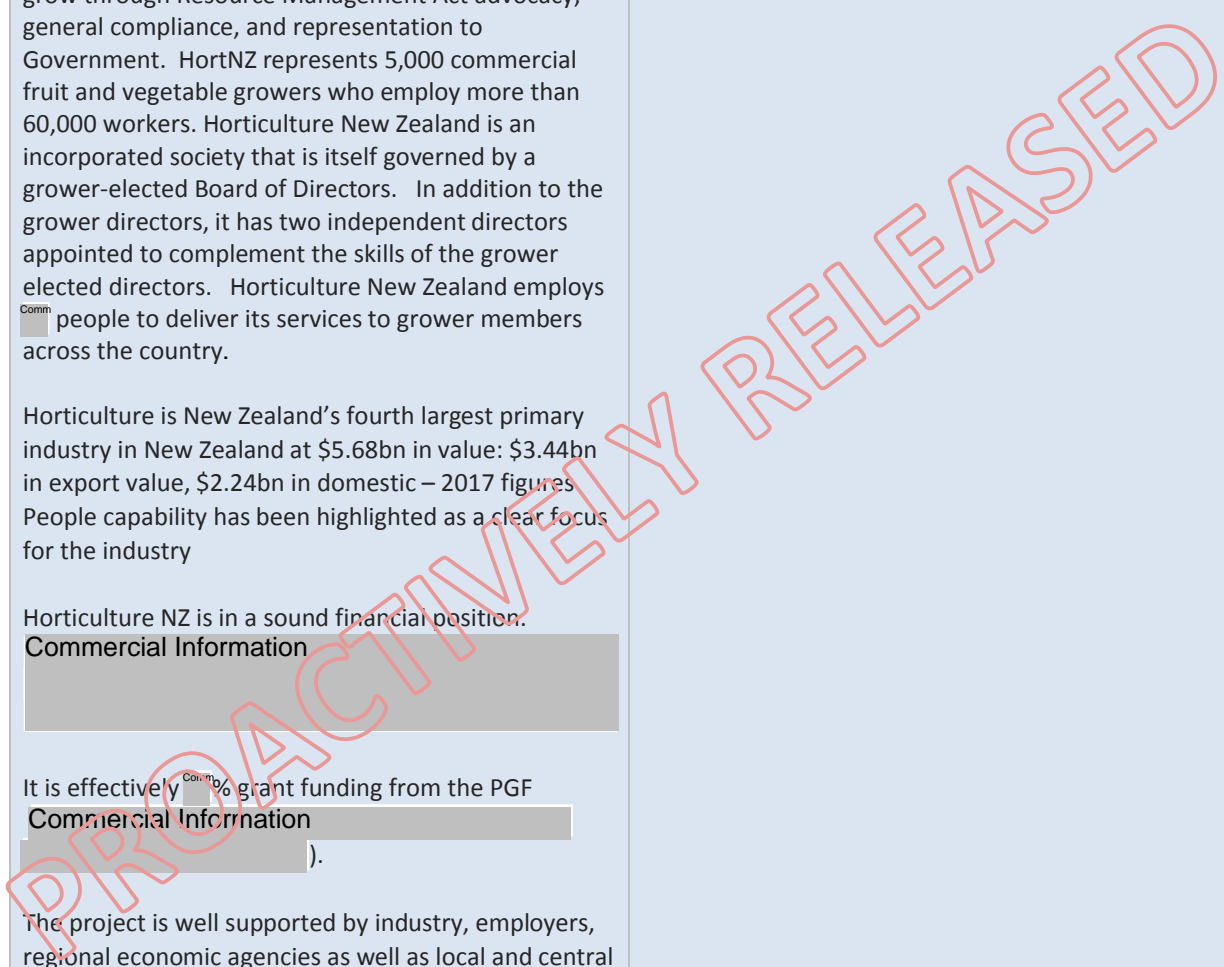 grow through Resource Management Act advocacy,
general compliance, and representation to
Government.  HortNZ represents 5,000 commercial
fruit and vegetable growers who employ more than
60,000 workers. Horticulture New Zealand is an
incorporated society that is itself governed by a
grower-elected Board of Directors.   In addition to the
grower directors, it has two independent directors
appointed to complement the skills of the grower
elected directors.   Horticulture New Zealand employs
Comm people to deliver its services to grower members
across the country.
Horticulture is New Zealand's fourth largest primary
industry in New Zealand at $5.68bn in value: $3.44bn
in export value, $2.24bn in domestic – 2017 figures
People capability has been highlighted as a clear focus
for the industry
Horticulture NZ is in a sound financial position.
Commercial Information
It is effectively Comm % grant funding from the PGF
Commercial Information
).
The project is well supported by industry, employers,
regional economic agencies as well as local and central
PROACTIVELY RELEASED